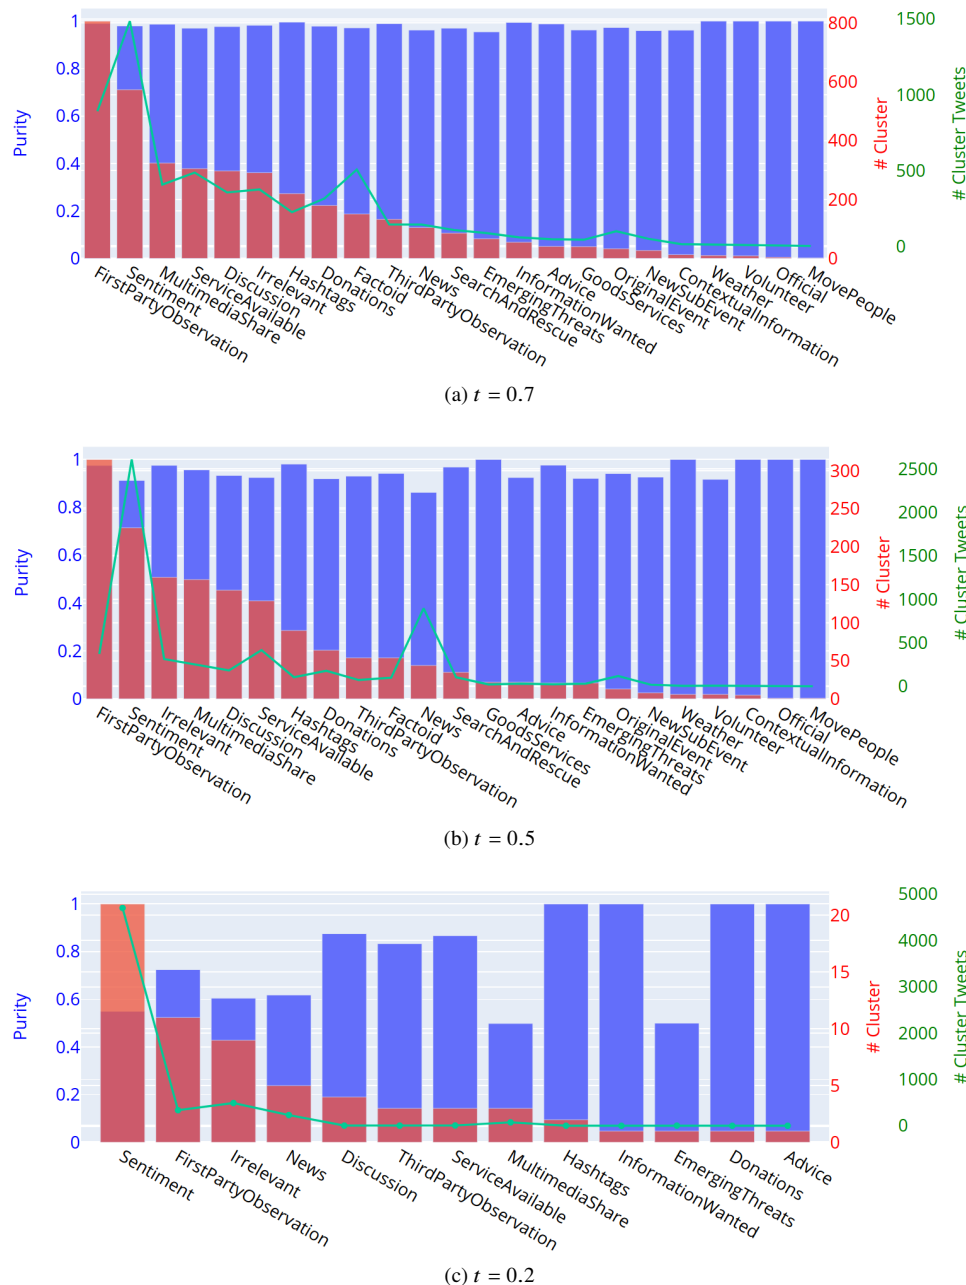 Purity
1
0.8
0.6
0.4
0.2
0
800
600
400
200
0
# Cluster
1500
1000
500
0
# Cluster Tweets
FirstPartyObservation
Sentiment
MultimediaShare
ServiceAvailable
Discussion
Irrelevant
Hashtags
Donations
Factoid
ThirdPartyObservation
News
SearchAndRescue
EmergingThreats
InformationWanted
Advice
GoodsServices
OriginalEvent
NewSubEvent
ContextualInformation
Weather
Volunteer
Official
MovePeople
(a) t = 0.7
Purity
1
0.8
0.6
0.4
0.2
0
300
250
200
150
100
50
0
# Cluster
2500
2000
1500
1000
500
0
# Cluster Tweets
FirstPartyObservation
Sentiment
Irrelevant
MultimediaShare
Discussion
ServiceAvailable
Hashtags
Donations
ThirdPartyObservation
Factoid
News
SearchAndRescue
GoodsServices
Advice
InformationWanted
EmergingThreats
OriginalEvent
NewSubEvent
Weather
Volunteer
ContextualInformation
Official
MovePeople
(b) t = 0.5
Purity
1
0.8
0.6
0.4
0.2
0
20
15
10
5
0
# Cluster
5000
4000
3000
2000
1000
0
# Cluster Tweets
Sentiment
FirstPartyObservation
Irrelevant
News
Discussion
ThirdPartyObservation
ServiceAvailable
MultimediaShare
Hashtags
InformationWanted
EmergingThreats
Donations
Advice
(c) t = 0.2